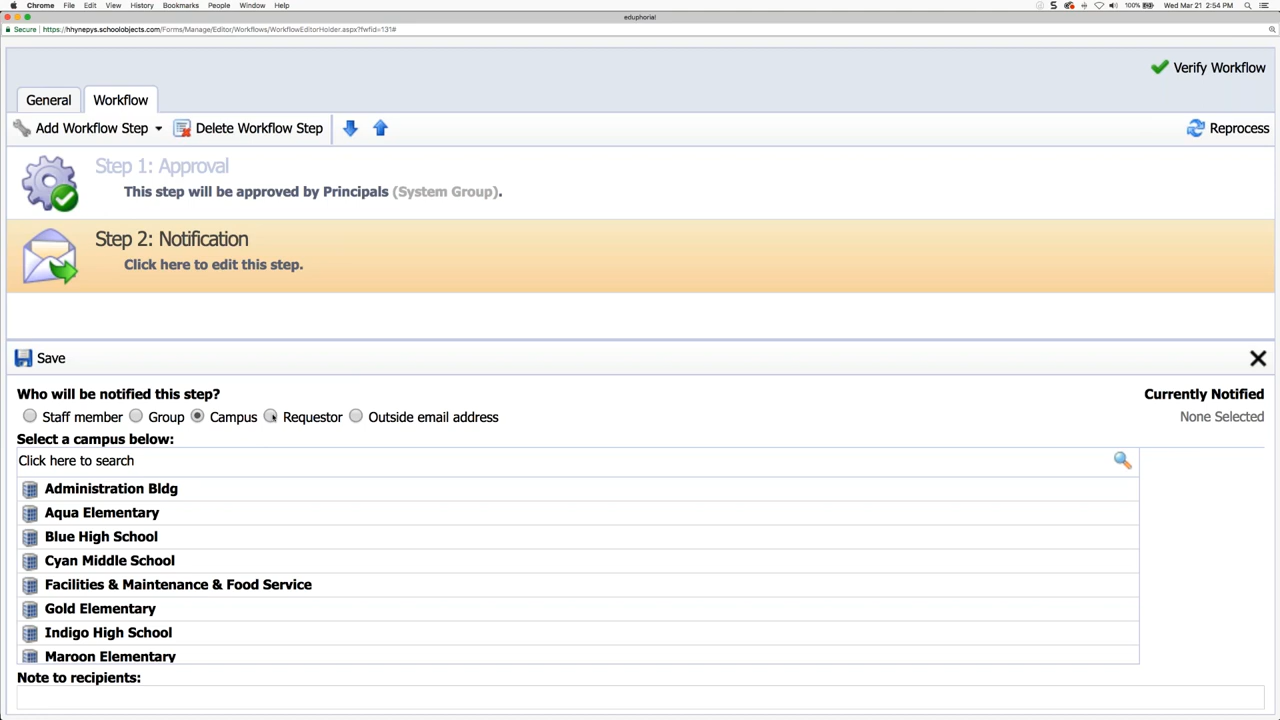 Chrome File Edit View History Bookmarks People Window Help 100% Wed Mar 21 2:54 PM
eduphoria!
Secure https://hhynepys.schoolobjects.com/Forms/Manage/Editor/Workflows/WorkflowEditorHolder.aspx?fwfid=131#
Verify Workflow
General Workflow
Add Workflow Step Delete Workflow Step Reprocess
Step 1: Approval
This step will be approved by Principals (System Group).
Step 2: Notification
Click here to edit this step.
Save
Who will be notified this step? Currently Notified
Staff member Group Campus Requestor Outside email address None Selected
Select a campus below:
Click here to search
Administration Bldg
Aqua Elementary
Blue High School
Cyan Middle School
Facilities & Maintenance & Food Service
Gold Elementary
Indigo High School
Maroon Elementary
Note to recipients: